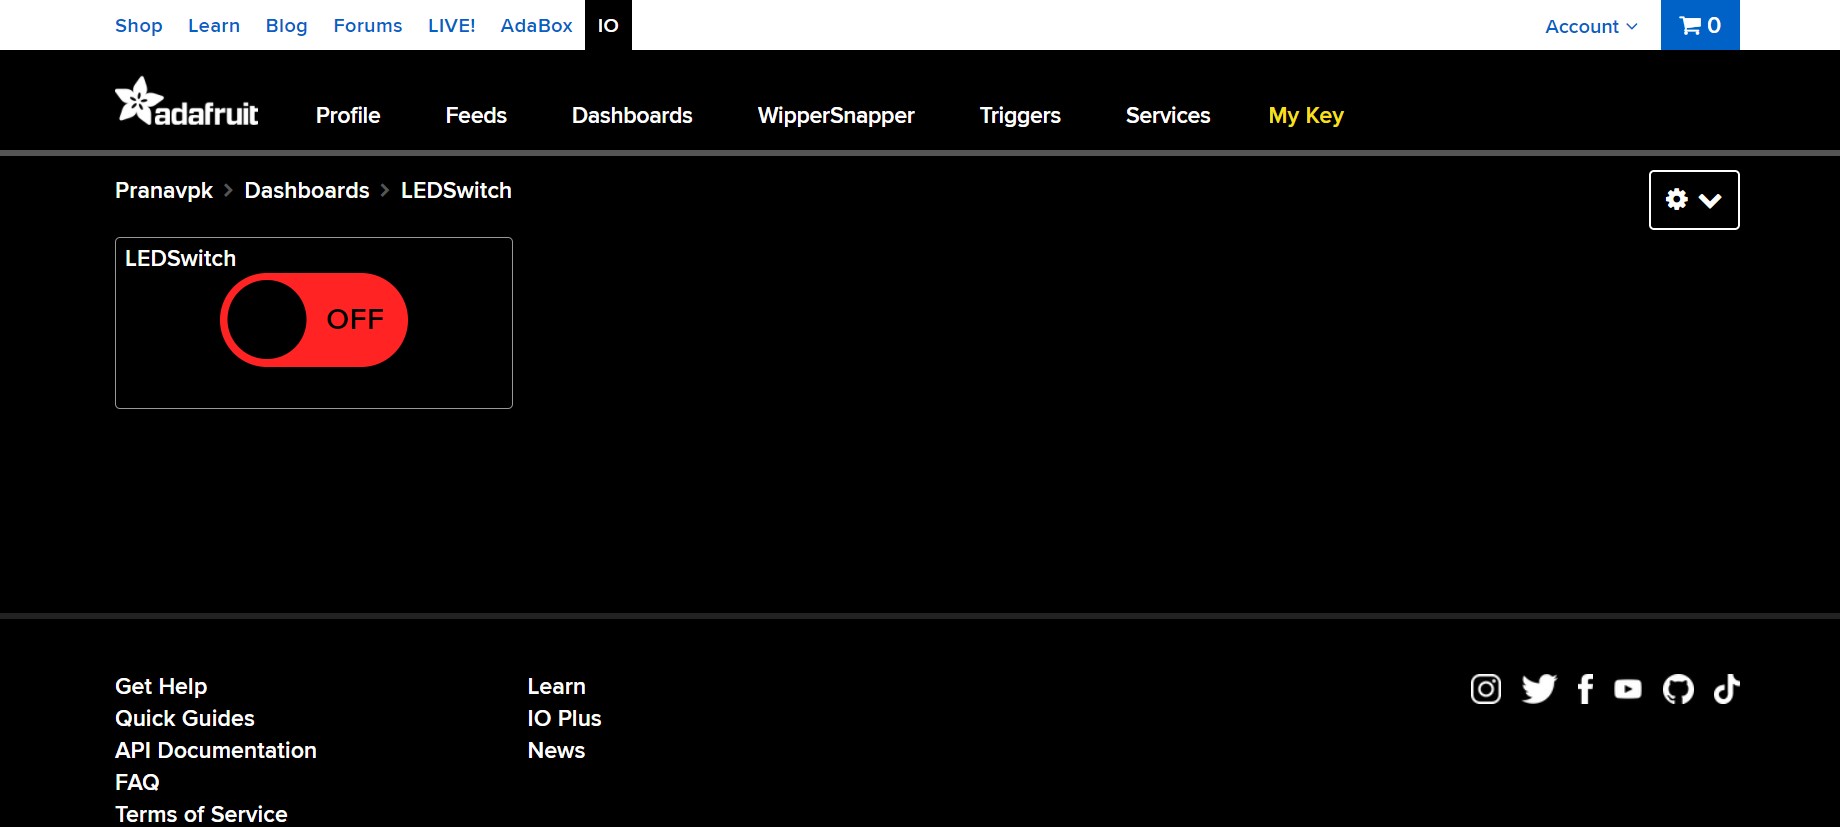 Shop Learn Blog Forums LIVE! AdaBox IO Account 0
adafruit Profile Feeds Dashboards WipperSnapper Triggers Services My Key
Pranavpk > Dashboards > LEDSwitch
LEDSwitch
OFF
Get Help
Quick Guides
API Documentation
FAQ
Terms of Service
Learn
IO Plus
News